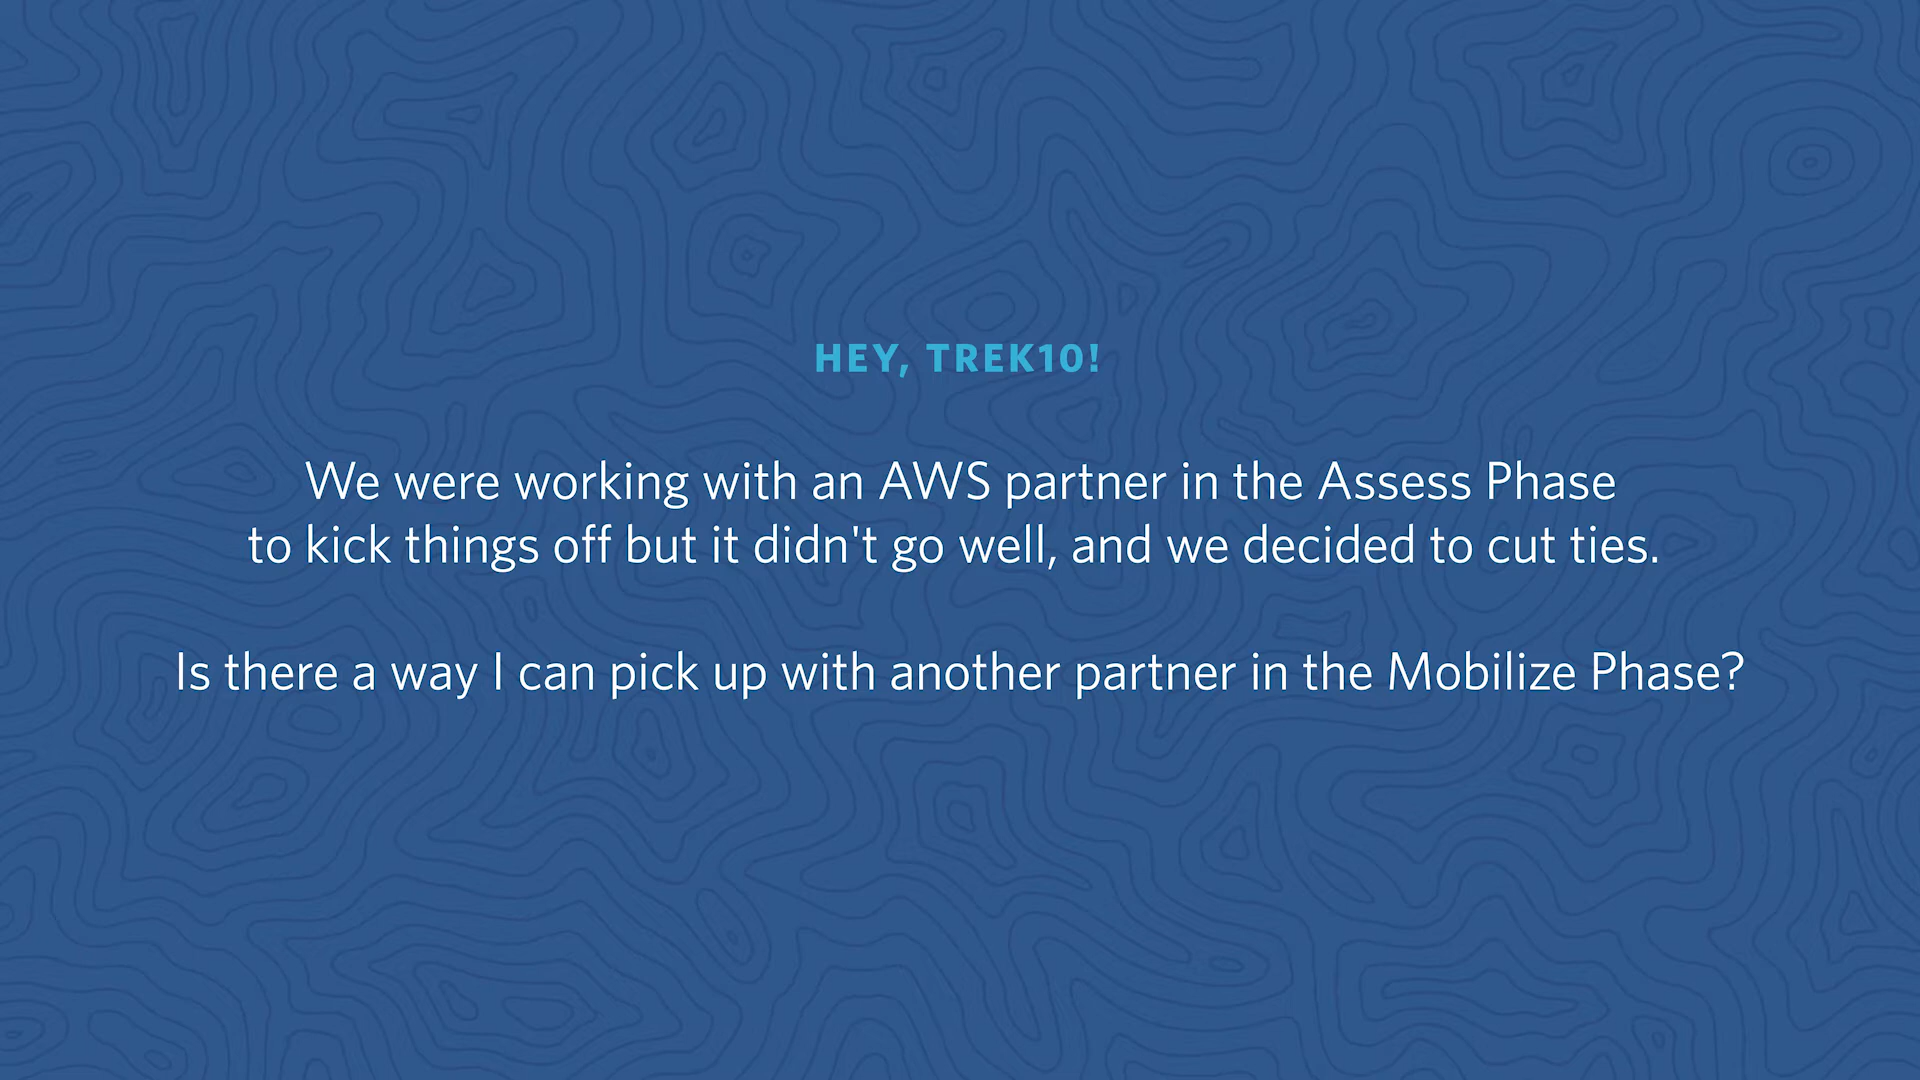 HEY, TREK10!
We were working with an AWS partner in the Assess Phase
to kick things off but it didn't go well, and we decided to cut ties.
Is there a way I can pick up with another partner in the Mobilize Phase?